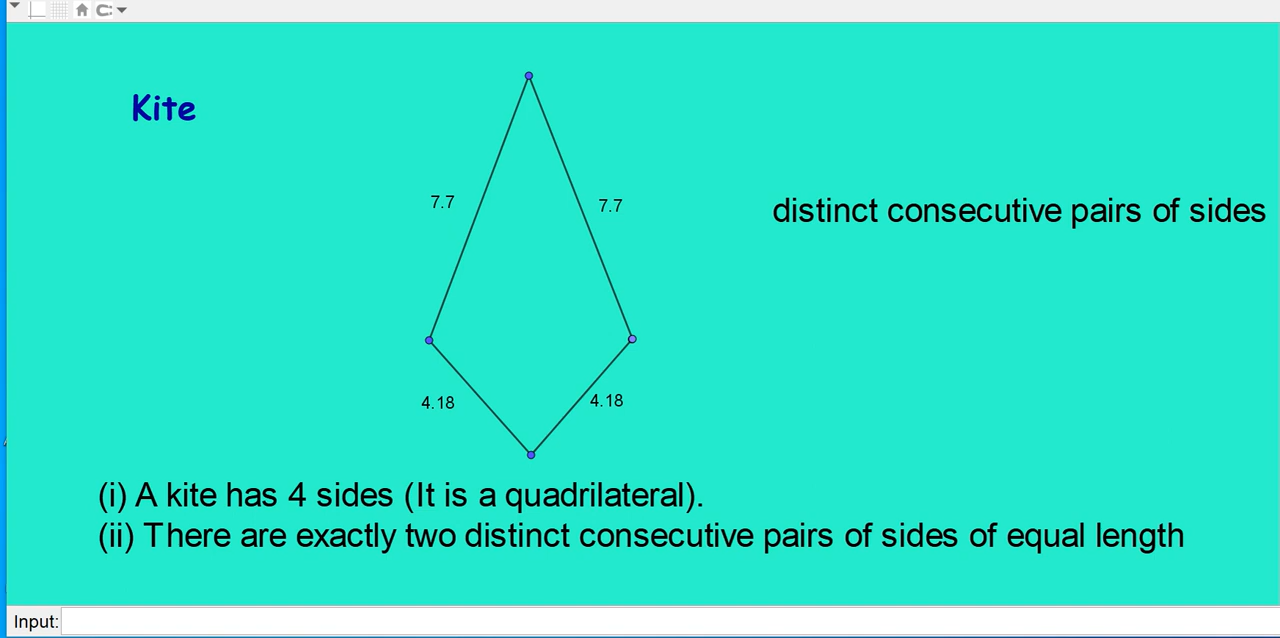 Kite
7.7
7.7
distinct consecutive pairs of sides
4.18
4.18
(i) A kite has 4 sides (It is a quadrilateral).
(ii) There are exactly two distinct consecutive pairs of sides of equal length
Input: